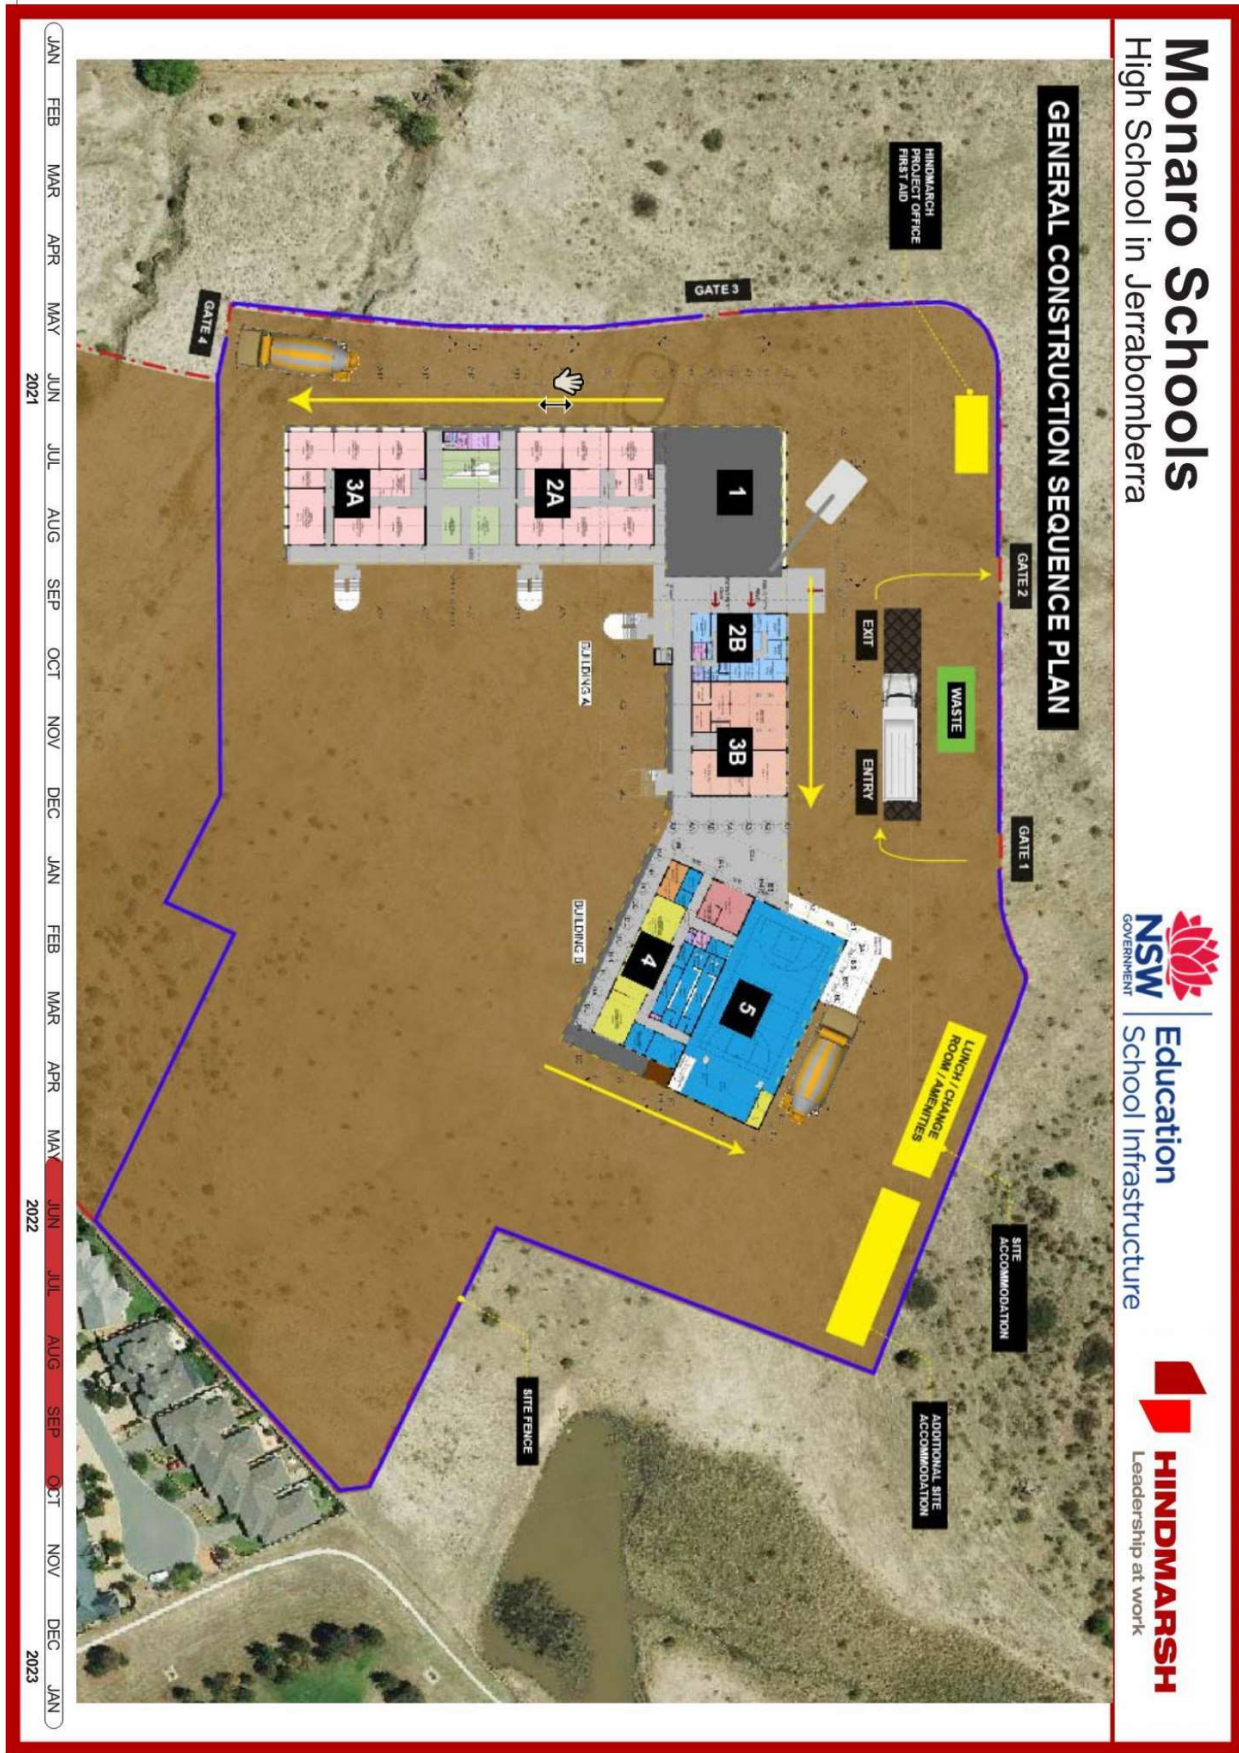 Monaro Schools
High School in Jerrabomberra
NSW
GOVERNMENT
Education
School Infrastructure
HINDMARSH
Leadership at work
GENERAL CONSTRUCTION SEQUENCE PLAN
HINDMARCH
PROJECT OFFICE
FIRST AID
GATE 2
GATE 1
WASTE
EXIT
ENTRY
LUNCH / CHANGE
ROOM / AMENITIES
SITE
ACCOMMODATION
ADDITIONAL SITE
ACCOMMODATION
GATE 3
1
2B
3B
5
4
2A
3A
BUILDING A
BUILDING B
SITE FENCE
GATE 4
JAN FEB MAR APR MAY JUN JUL AUG SEP OCT NOV DEC JAN FEB MAR APR MAY JUN JUL AUG SEP OCT NOV DEC JAN
2021 2022 2023